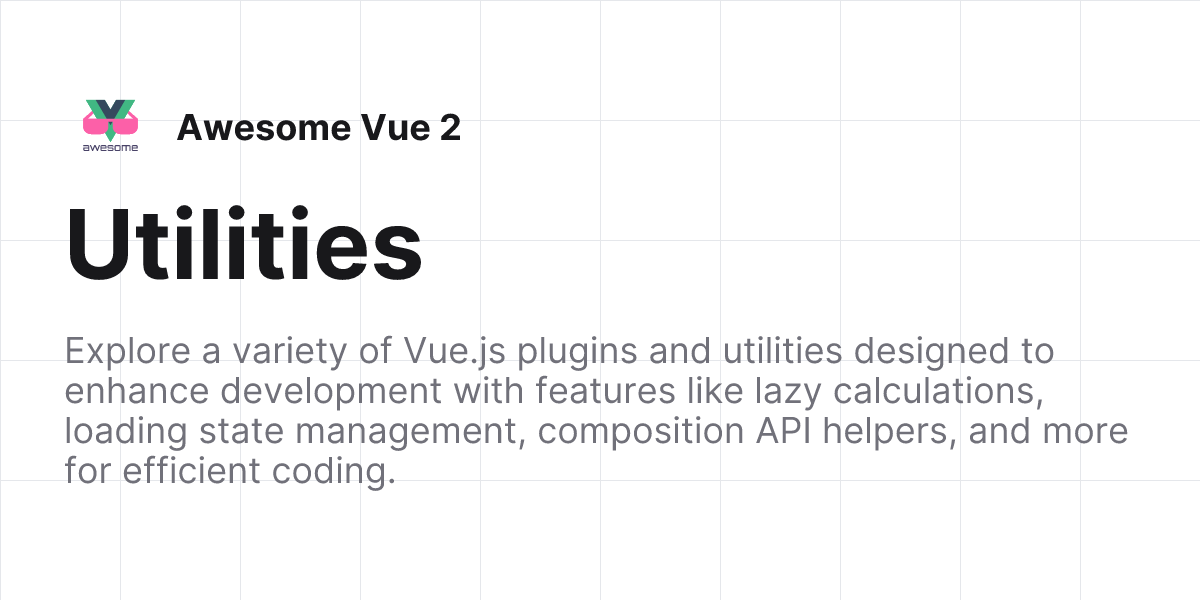 awesome
Awesome Vue 2
Utilities
Explore a variety of Vue.js plugins and utilities designed to
enhance development with features like lazy calculations,
loading state management, composition API helpers, and more
for efficient coding.